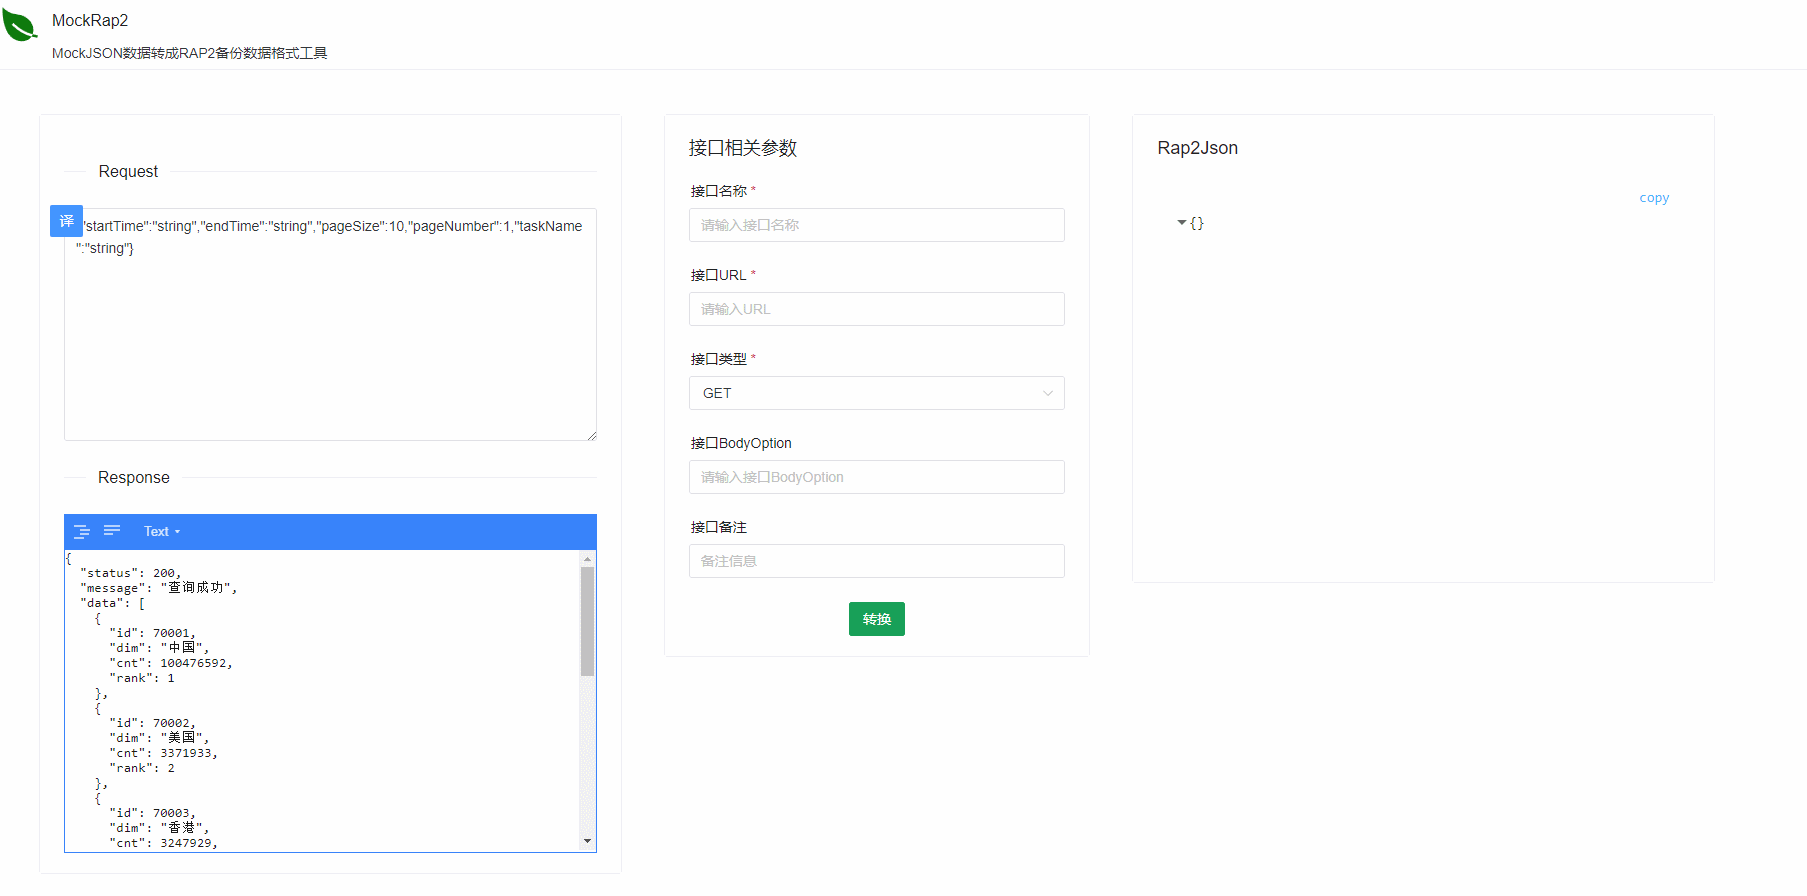 MockRap2
MockJSON数据转成RAP2备份数据格式工具
Request
译
"startTime":"string","endTime":"string","pageSize":10,"pageNumber":1,"taskName
":"string"}
Response
Text
{
"status": 200,
"message": "查询成功",
"data": [
{
"id": 70001,
"dim": "中国",
"cnt": 100476592,
"rank": 1
},
{
"id": 70002,
"dim": "美国",
"cnt": 3371933,
"rank": 2
},
{
"id": 70003,
"dim": "香港",
"cnt": 3247929,
接口相关参数
接口名称 *
请输入接口名称
接口URL *
请输入URL
接口类型 *
GET
接口BodyOption
请输入接口BodyOption
接口备注
备注信息
转换
Rap2Json
copy
{}